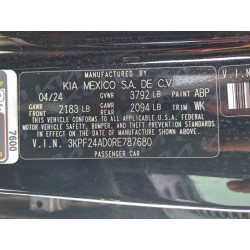 KIA MEXICO S.A. DE C.V.
04/24 GVWR 3792 LB PAINT ABP
GAWR FRONT 2183 LB GAWR REAR 2094 LB TRIM WK
THIS VEHICLE CONFORMS TO ALL APPLICABLE
FEDERAL MOTOR VEHICLE SAFETY,
BUMPER, AND THEFT PREVENTION STANDARDS
IN EFFECT ON THE DATE OF MANUFACTURE
SHOWN ABOVE.
V.I.N. 3KPF24AD0RE787680
PASSENGER CAR
7600